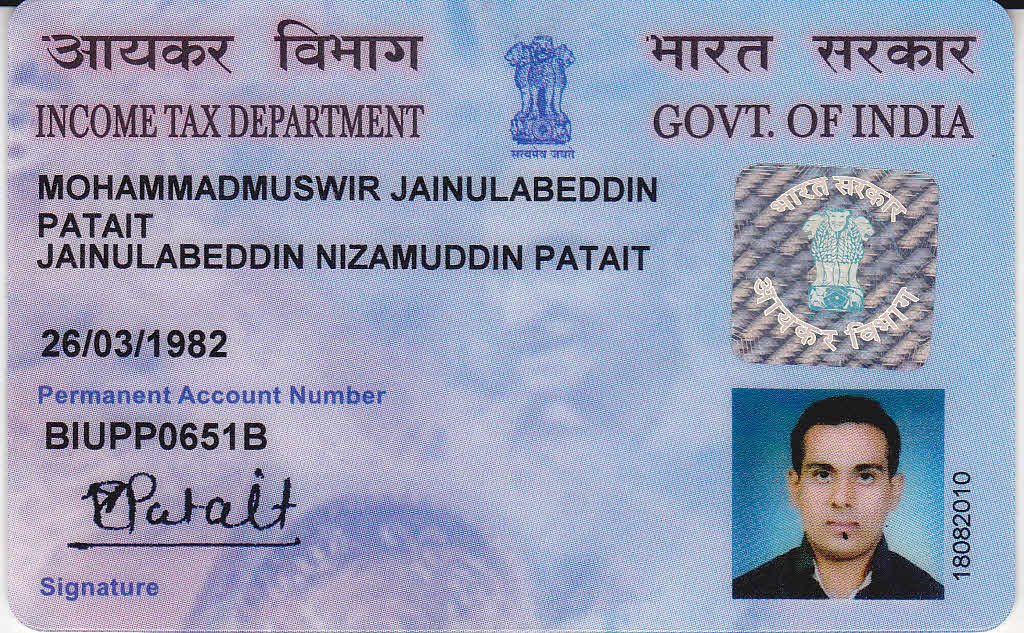 आयकर विभाग
भारत सरकार
INCOME TAX DEPARTMENT
GOVT. OF INDIA
सत्यमेव जयते
MOHAMMADMUSWIR JAINULABEDDIN
PATAIT
JAINULABEDDIN NIZAMUDDIN PATAIT
भारत सरकार
आयकर विभाग
26/03/1982
Permanent Account Number
BIUPP0651B
Patait
Signature
18082010